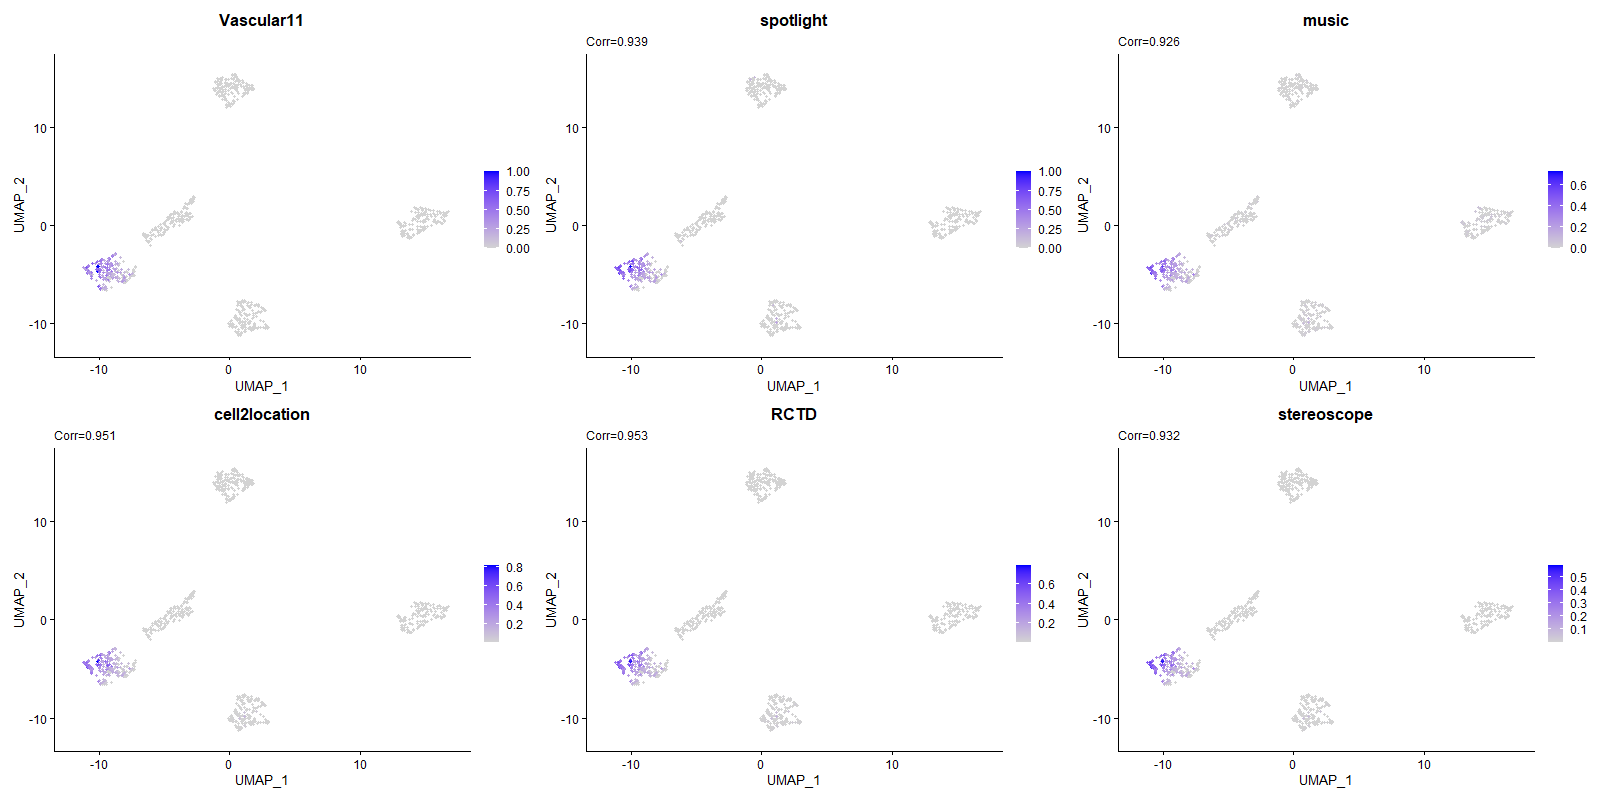 Vascular11
10
0
-10
-10
0
10
UMAP_1
UMAP_2
1.00
0.75
0.50
0.25
0.00
spotlight
Corr=0.939
10
0
-10
-10
0
10
UMAP_1
UMAP_2
1.00
0.75
0.50
0.25
0.00
music
Corr=0.926
10
0
-10
-10
0
10
UMAP_1
UMAP_2
0.6
0.4
0.2
0.0
cell2location
Corr=0.951
10
0
-10
-10
0
10
UMAP_1
UMAP_2
0.8
0.6
0.4
0.2
RCTD
Corr=0.953
10
0
-10
-10
0
10
UMAP_1
UMAP_2
0.6
0.4
0.2
stereoscope
Corr=0.932
10
0
-10
-10
0
10
UMAP_1
UMAP_2
0.5
0.4
0.3
0.2
0.1